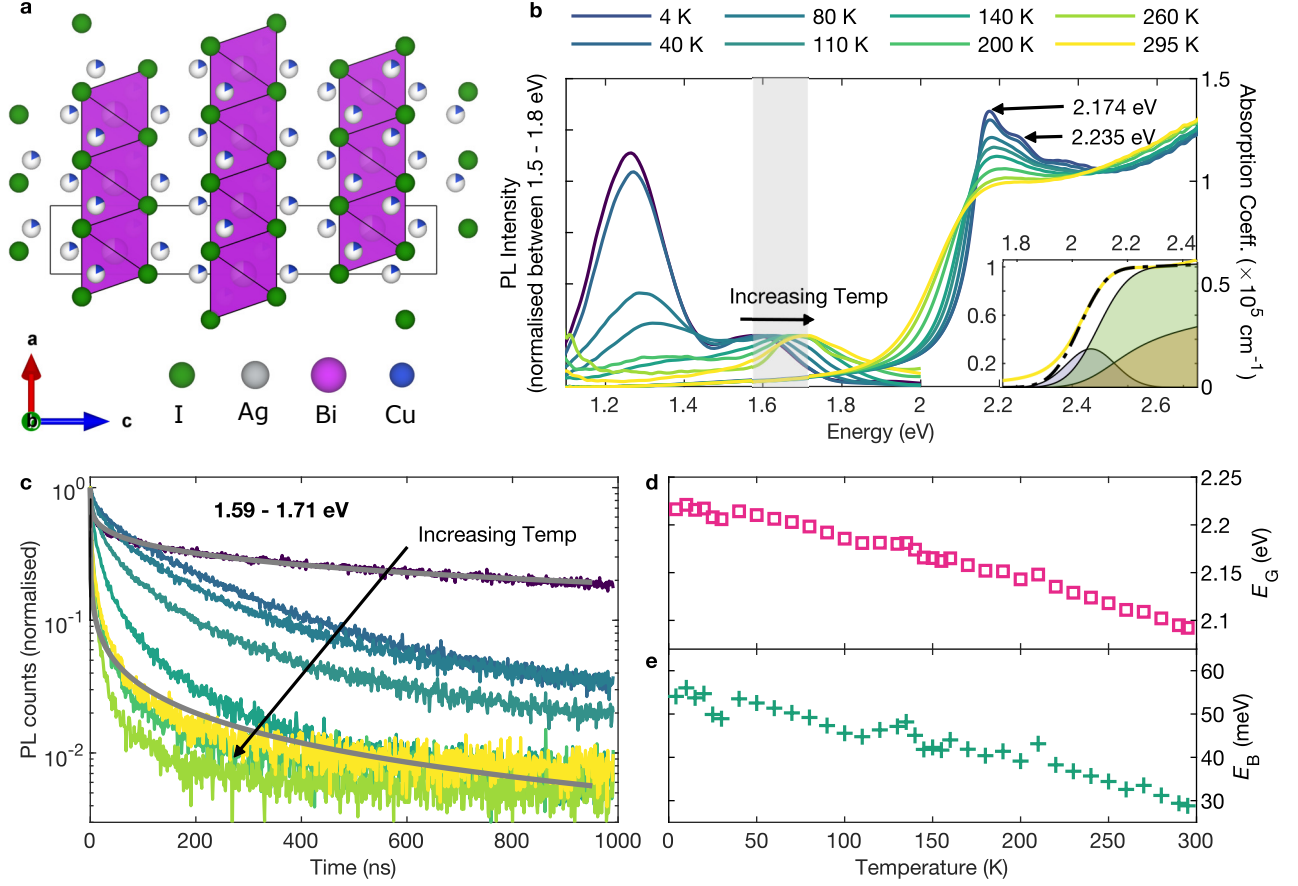 a
a
b
c
I
Ag
Bi
Cu
b
4 K
80 K
140 K
260 K
40 K
110 K
200 K
295 K
PL Intensity
(normalised between 1.5 - 1.8 eV)
2.174 eV
2.235 eV
Increasing Temp
1.5
1
0.5
0
Absorption Coeff. (×10⁵ cm⁻¹)
1.8
2
2.2
2.4
1
0.6
0.2
1.2
1.4
1.6
1.8
2
2.2
2.4
2.6
Energy (eV)
c
1.59 - 1.71 eV
Increasing Temp
10⁰
10⁻¹
10⁻²
PL counts (normalised)
0
200
400
600
800
1000
Time (ns)
d
2.25
2.2
2.15
2.1
E_G (eV)
e
60
50
40
30
E_B (meV)
0
50
100
150
200
250
300
Temperature (K)